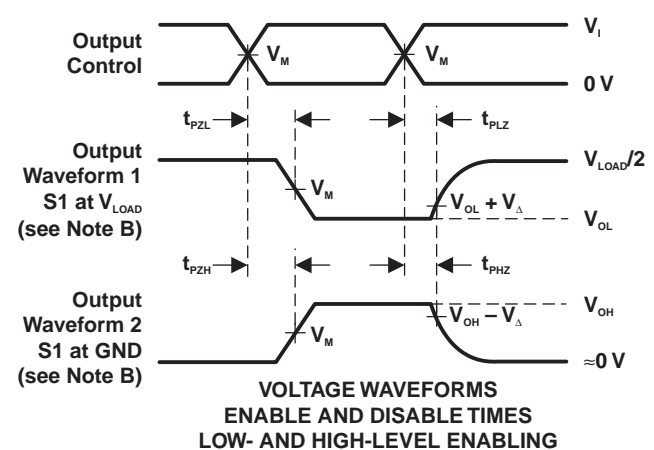 Output
Control
V_M
V_M
V_I
0 V
t_PZL
t_PLZ
Output
Waveform 1
S1 at V_LOAD
(see Note B)
V_M
V_OL + V_Δ
V_LOAD/2
V_OL
t_PZH
t_PHZ
Output
Waveform 2
S1 at GND
(see Note B)
V_M
V_OH – V_Δ
V_OH
≈0 V
VOLTAGE WAVEFORMS
ENABLE AND DISABLE TIMES
LOW- AND HIGH-LEVEL ENABLING